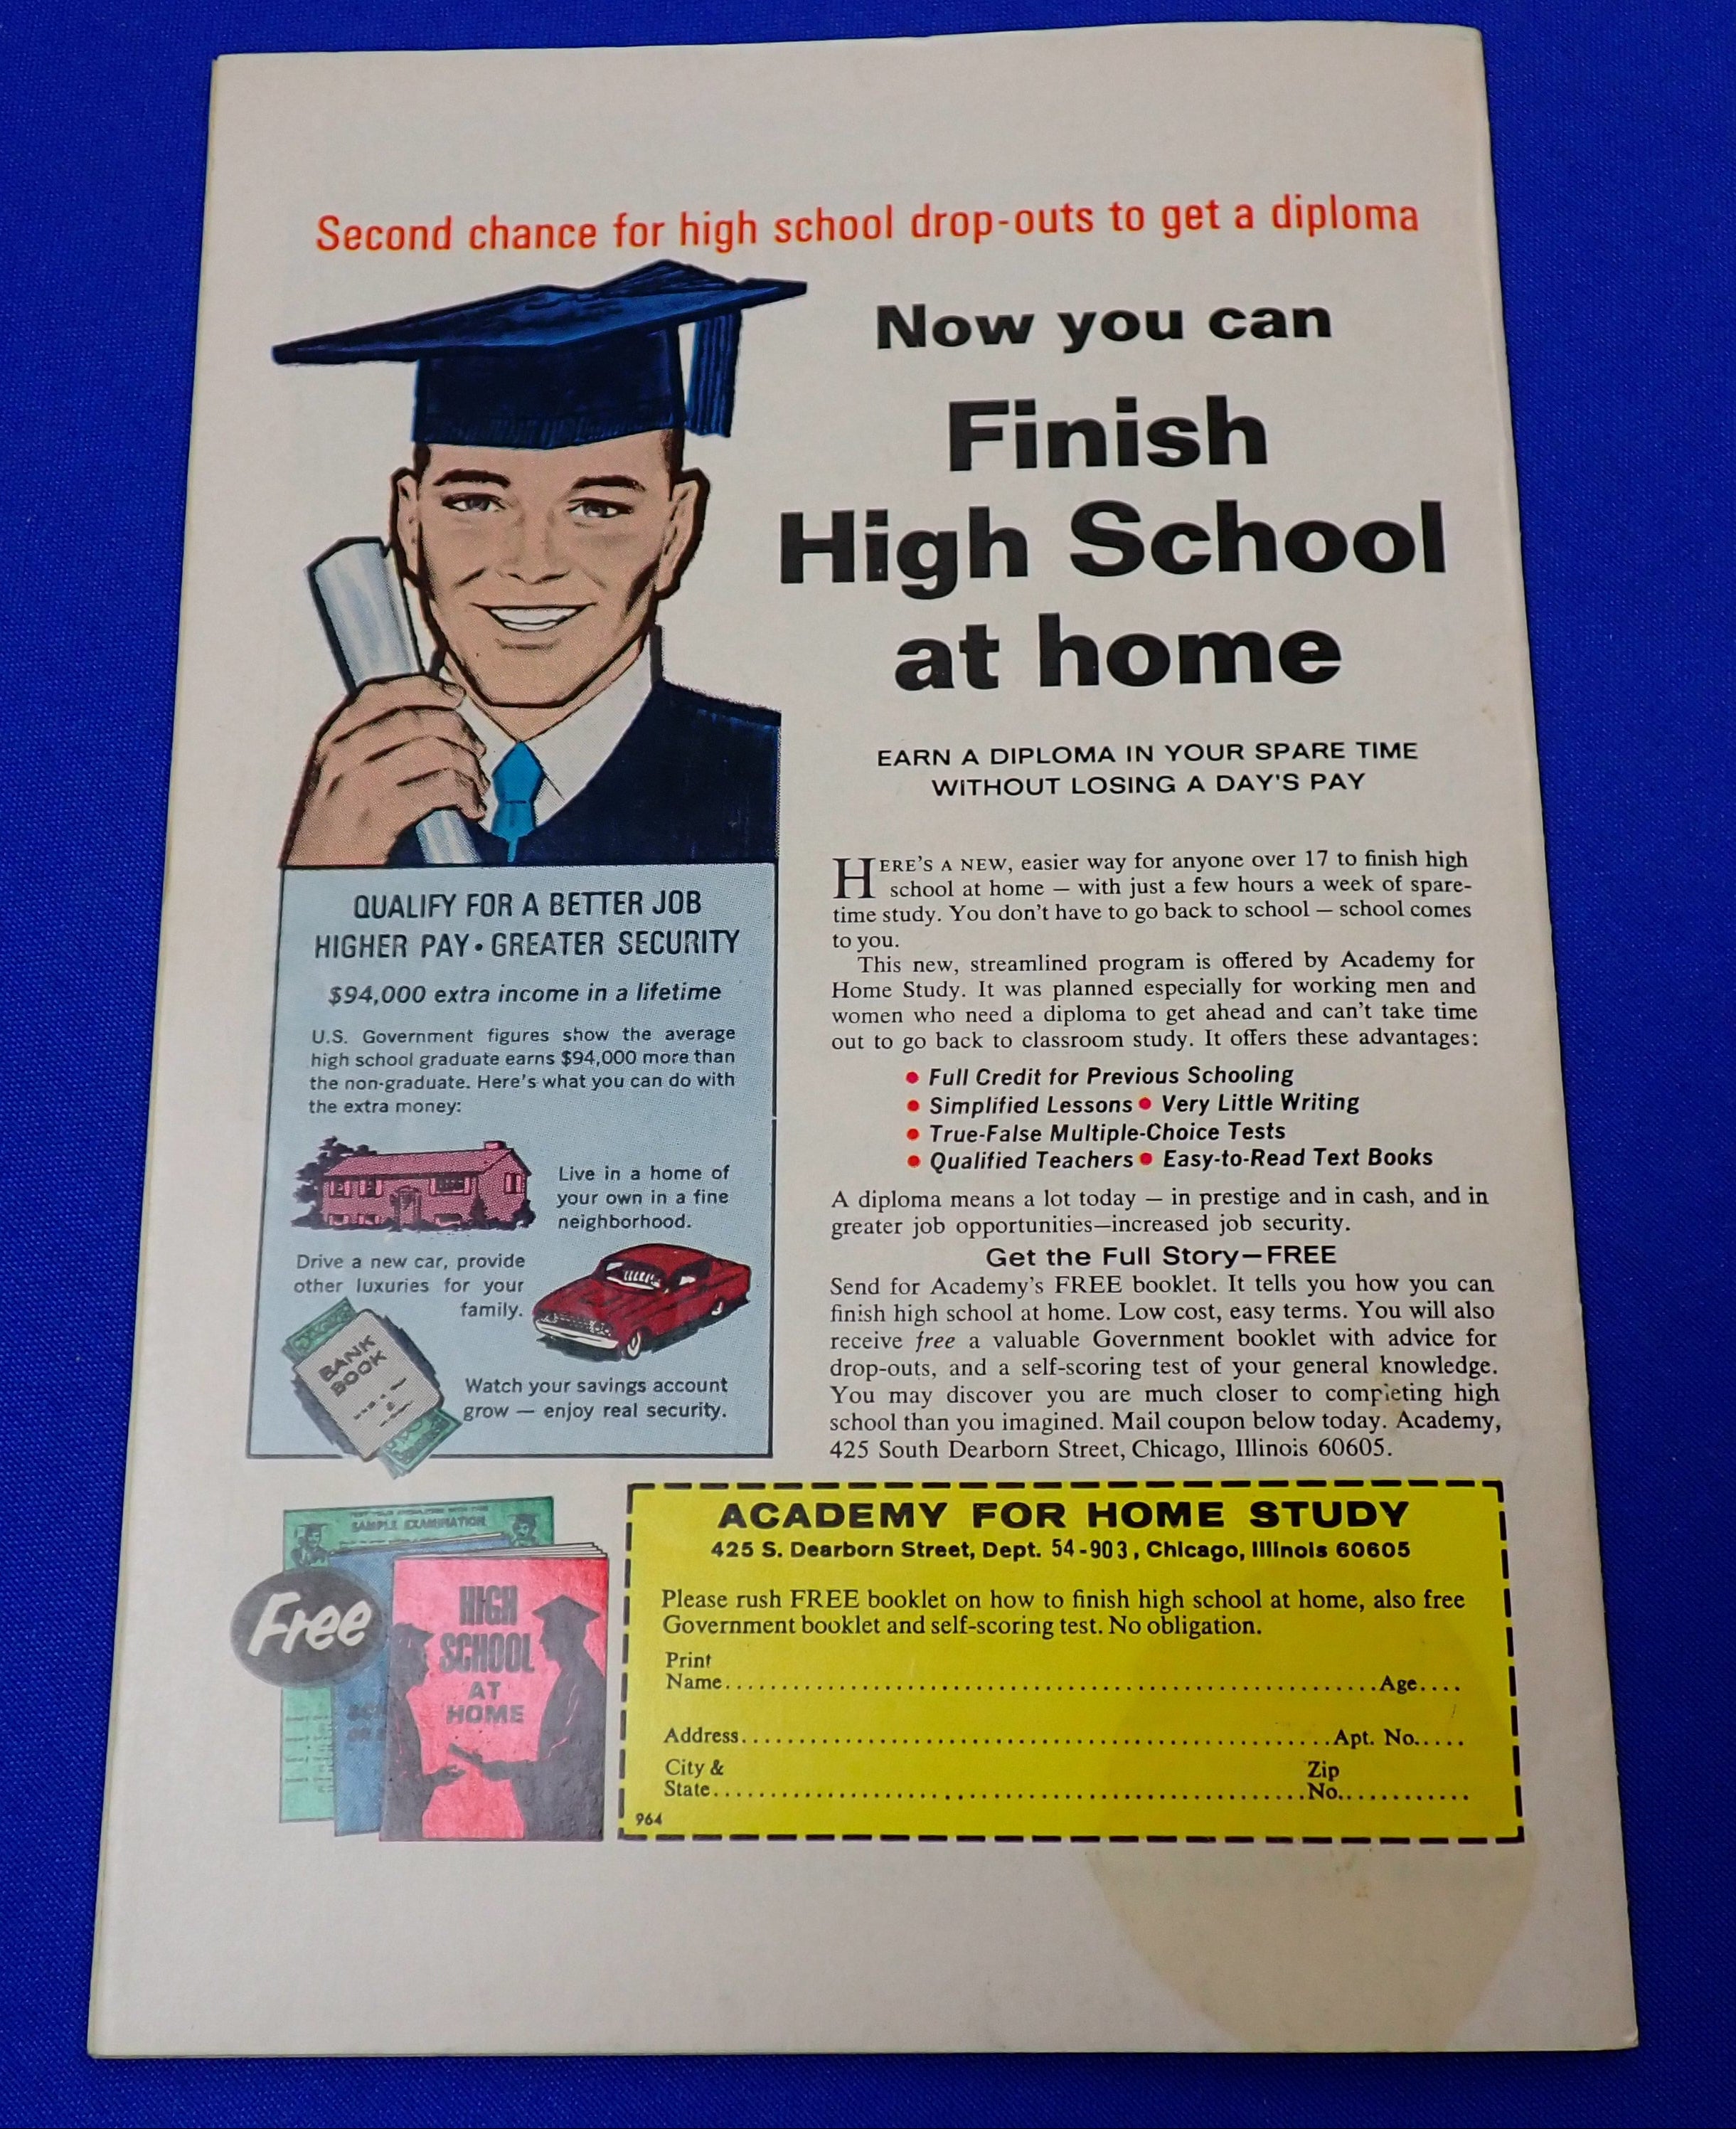 Second chance for high school drop-outs to get a diploma
Now you can
Finish
High School
at home
EARN A DIPLOMA IN YOUR SPARE TIME
WITHOUT LOSING A DAY'S PAY
HERE'S A NEW, easier way for anyone over 17 to finish high
school at home — with just a few hours a week of spare-
time study. You don't have to go back to school — school comes
to you.
This new, streamlined program is offered by Academy for
Home Study. It was planned especially for working men and
women who need a diploma to get ahead and can't take time
out to go back to classroom study. It offers these advantages:
• Full Credit for Previous Schooling
• Simplified Lessons • Very Little Writing
• True-False Multiple-Choice Tests
• Qualified Teachers • Easy-to-Read Text Books
A diploma means a lot today — in prestige and in cash, and in
greater job opportunities—increased job security.
Get the Full Story—FREE
Send for Academy's FREE booklet. It tells you how you can
finish high school at home. Low cost, easy terms. You will also
receive free a valuable Government booklet with advice for
drop-outs, and a self-scoring test of your general knowledge.
You may discover you are much closer to completing high
school than you imagined. Mail coupon below today. Academy,
425 South Dearborn Street, Chicago, Illinois 60605.
QUALIFY FOR A BETTER JOB
HIGHER PAY • GREATER SECURITY
$94,000 extra income in a lifetime
U.S. Government figures show the average
high school graduate earns $94,000 more than
the non-graduate. Here's what you can do with
the extra money:
Live in a home of
your own in a fine
neighborhood.
Drive a new car, provide
other luxuries for your
family.
BANK
BOOK
Watch your savings account
grow — enjoy real security.
SAMPLE EXAMINATION
Free
HIGH
SCHOOL
AT
HOME
ACADEMY FOR HOME STUDY
425 S. Dearborn Street, Dept. 54-903, Chicago, Illinois 60605
Please rush FREE booklet on how to finish high school at home, also free
Government booklet and self-scoring test. No obligation.
Print
Name..........Age....
Address..........Apt. No.....
City & Zip
State..........No............
964